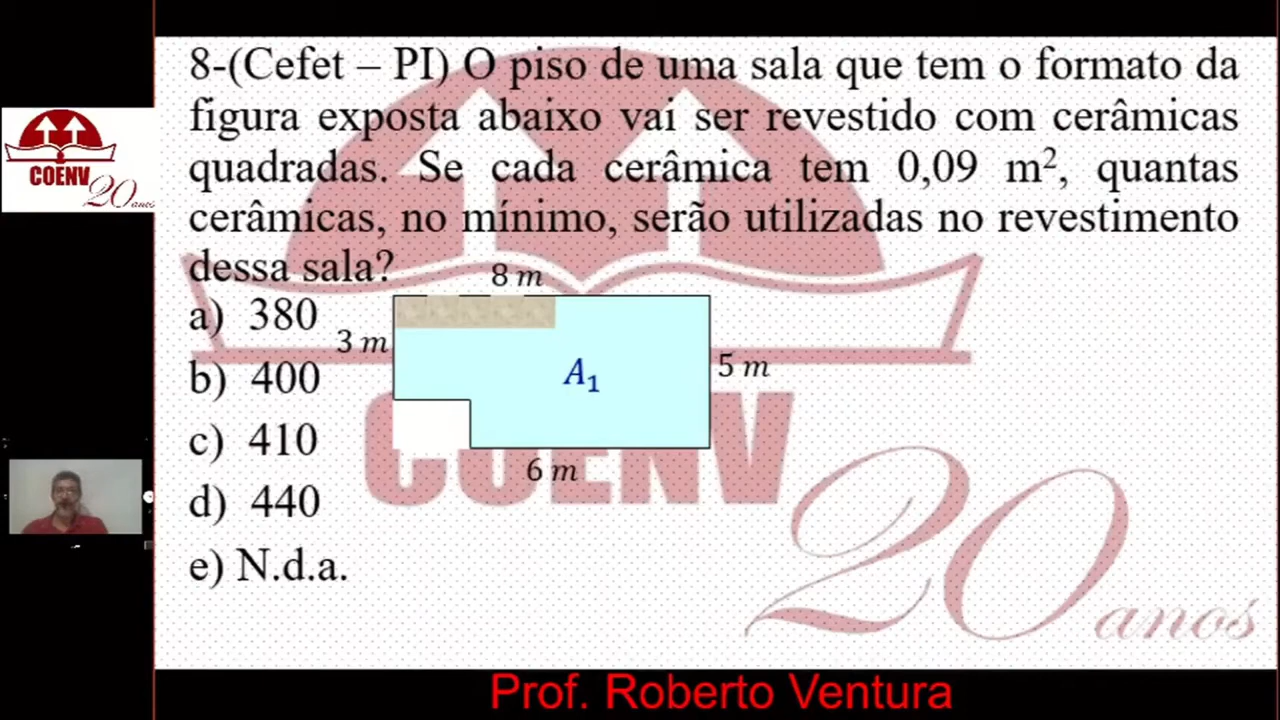 8-(Cefet – PI) O piso de uma sala que tem o formato da
figura exposta abaixo vai ser revestido com cerâmicas
quadradas. Se cada cerâmica tem 0,09 m², quantas
cerâmicas, no mínimo, serão utilizadas no revestimento
dessa sala?
8 m
a) 380
3 m
A₁
5 m
b) 400
c) 410
6 m
d) 440
e) N.d.a.
COENV
20 anos
COENV
20 anos
Prof. Roberto Ventura